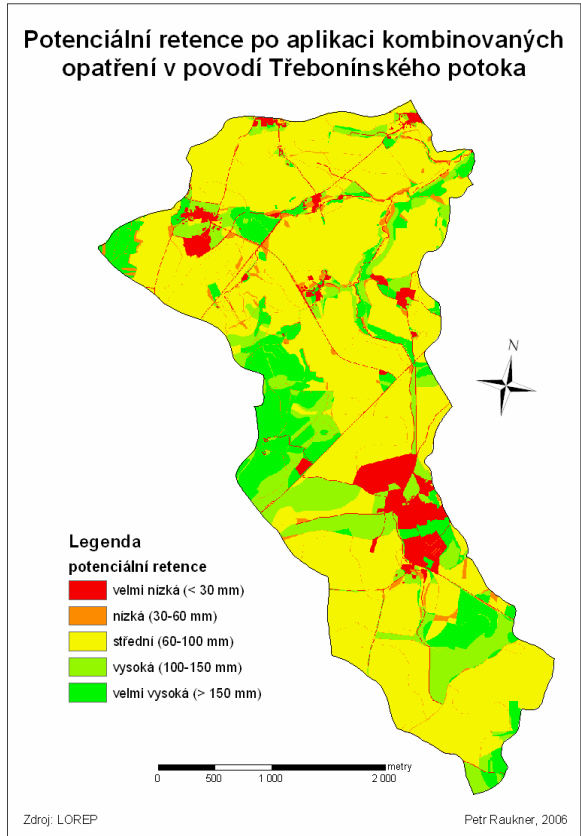 Potenciální retence po aplikaci kombinovaných
opatření v povodí Třebonínského potoka
N
Legenda
potenciální retence
velmi nízká (< 30 mm)
nízká (30-60 mm)
střední (60-100 mm)
vysoká (100-150 mm)
velmi vysoká (> 150 mm)
metry
0 500 1 000 2 000
Zdroj: LOREP Petr Raukner, 2006